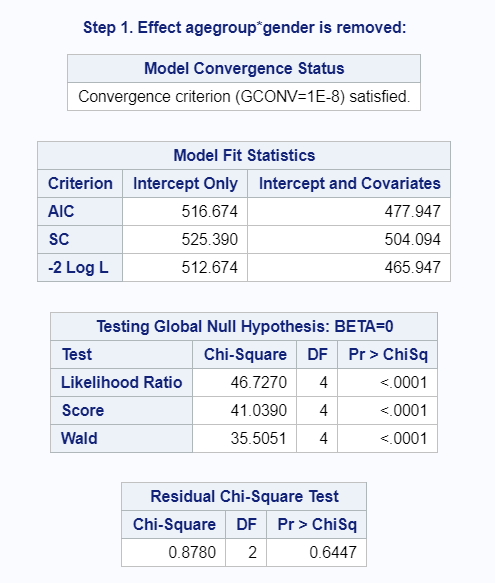 Step 1. Effect agegroup*gender is removed:
Model Convergence Status
Convergence criterion (GCONV=1E-8) satisfied.
Model Fit Statistics
Criterion Intercept Only Intercept and Covariates
AIC 516.674 477.947
SC 525.390 504.094
-2 Log L 512.674 465.947
Testing Global Null Hypothesis: BETA=0
Test Chi-Square DF Pr > ChiSq
Likelihood Ratio 46.7270 4 <.0001
Score 41.0390 4 <.0001
Wald 35.5051 4 <.0001
Residual Chi-Square Test
Chi-Square DF Pr > ChiSq
0.8780 2 0.6447